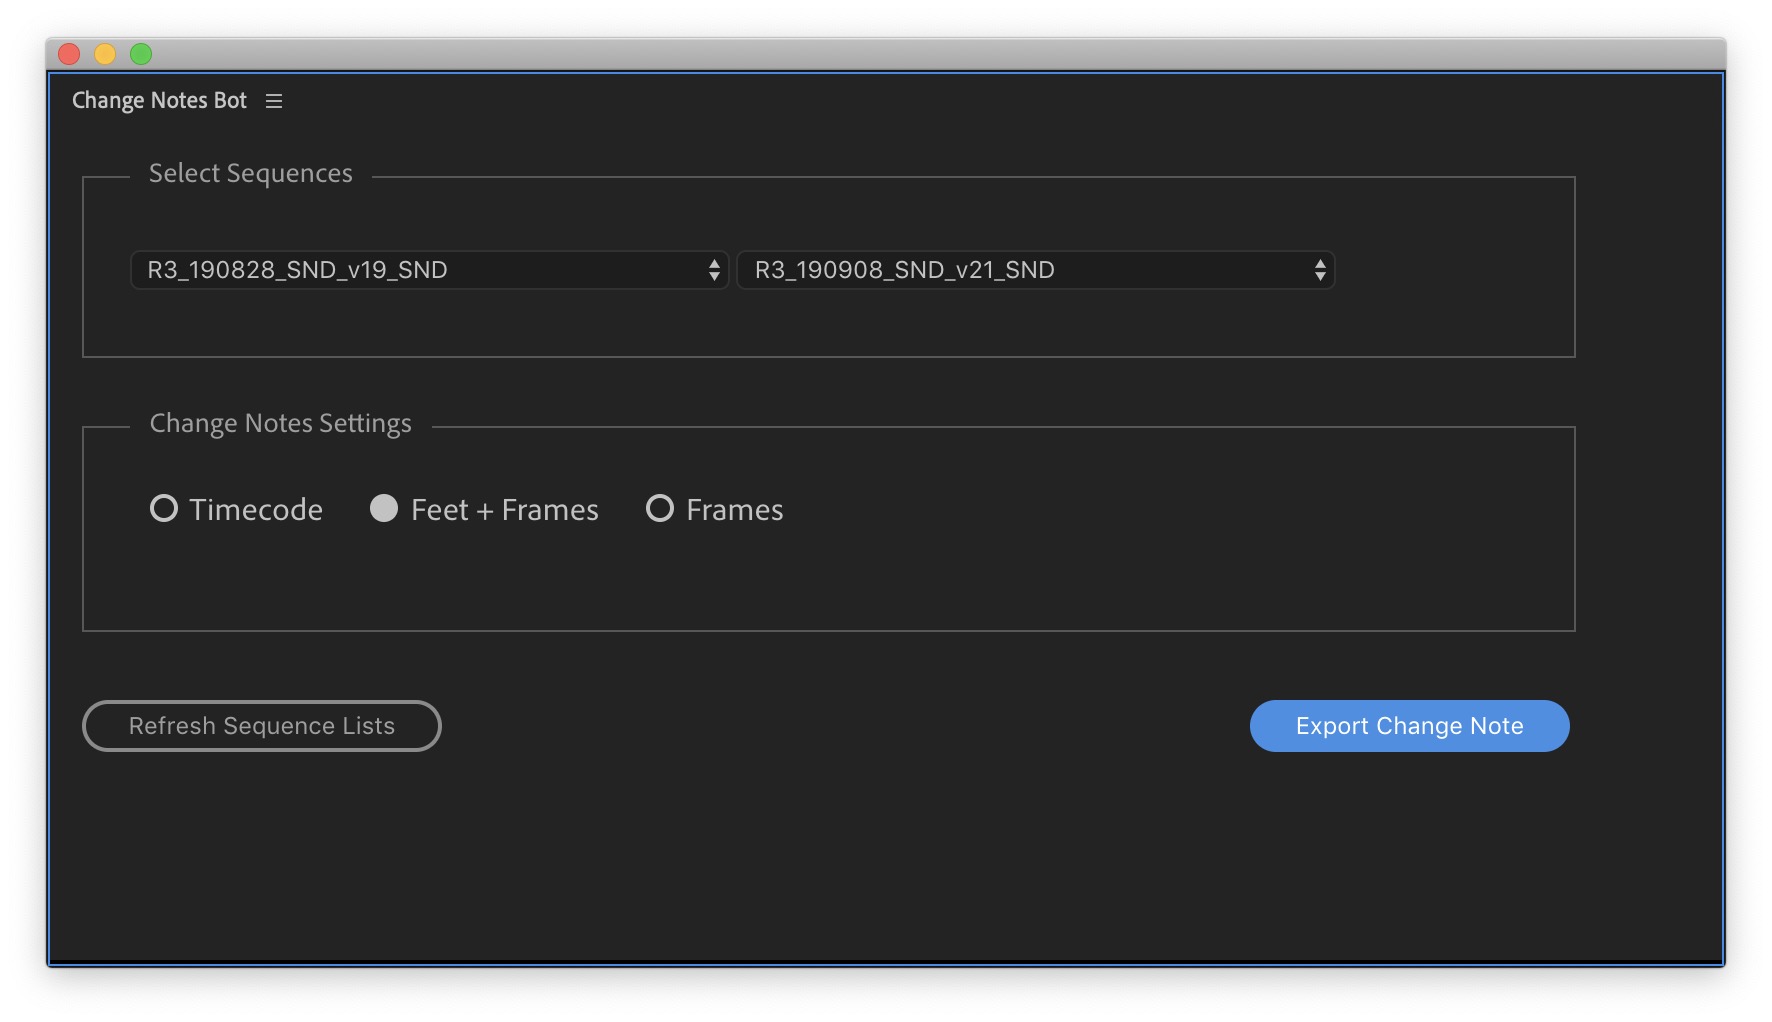 Change Notes Bot
Select Sequences
R3_190828_SND_v19_SND R3_190908_SND_v21_SND
Change Notes Settings
Timecode Feet + Frames Frames
Refresh Sequence Lists Export Change Note